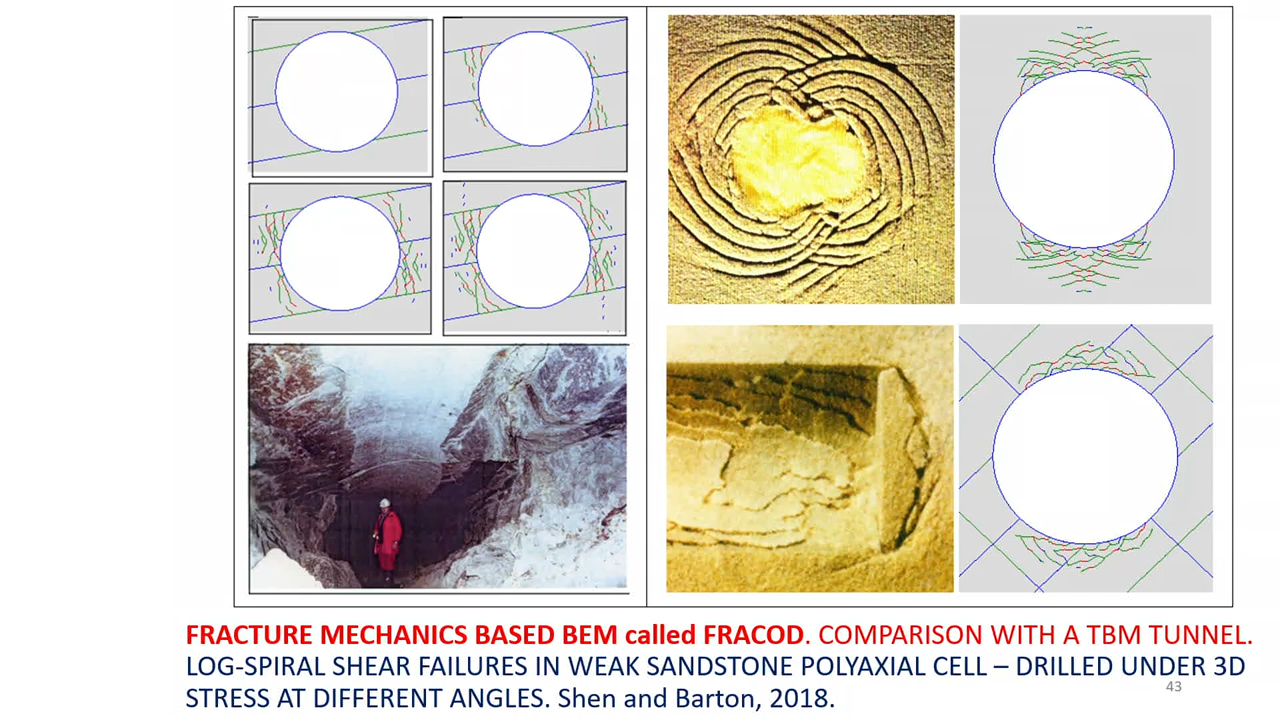 FRACTURE MECHANICS BASED BEM called FRACOD. COMPARISON WITH A TBM TUNNEL.
LOG-SPIRAL SHEAR FAILURES IN WEAK SANDSTONE POLYAXIAL CELL – DRILLED UNDER 3D
STRESS AT DIFFERENT ANGLES. Shen and Barton, 2018.
43